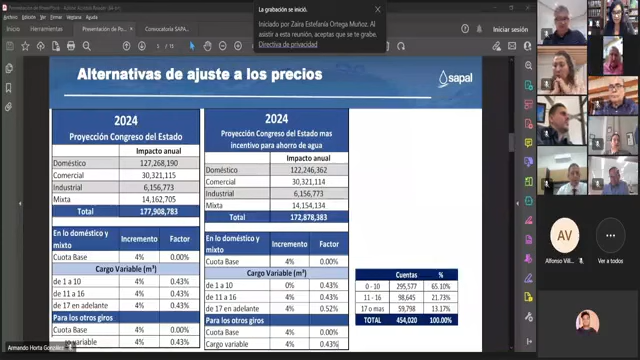 La grabación se inició.
Iniciado por Zaira Estefanía Ortega Muñoz. Al
asistir a esta reunión, aceptas que se te grabe.
Directiva de privacidad
Inicio Herramientas
Presentación de Po...
Convocatoria SAPA...
Iniciar sesión
Alternativas de ajuste a los precios
sapal
2024
Proyección Congreso del Estado
Impacto anual
Doméstico 127,268,190
Comercial 30,321,115
Industrial 6,156,773
Mixta 14,162,705
Total 177,908,783
En lo doméstico y mixto Incremento Factor
Cuota Base 4% 0.00%
Cargo Variable (m³)
de 1 a 10 4% 0.43%
de 11 a 16 4% 0.43%
de 17 en adelante 4% 0.43%
Para los otros giros
Cuota Base 4% 0.00%
variable 4% 0.43%
2024
Proyección Congreso del Estado mas
incentivo para ahorro de agua
Impacto anual
Doméstico 122,246,362
Comercial 30,321,114
Industrial 6,156,773
Mixta 14,154,134
Total 172,878,383
En lo doméstico y mixto Incremento Factor
Cuota Base 4% 0.00%
Cargo Variable (m³)
de 1 a 10 0% 0.43%
de 11 a 16 4% 0.43%
de 17 en adelante 4% 0.52%
Para los otros giros
Cuota Base 4% 0.00%
Cargo variable 4% 0.43%
Cuentas %
0 - 10 295,577 65.10%
11 - 16 98,645 21.73%
17 o mas 59,798 13.17%
TOTAL 454,020 100.00%
AV
Alfonso Vill...
Ver a todos
Armando Horta González